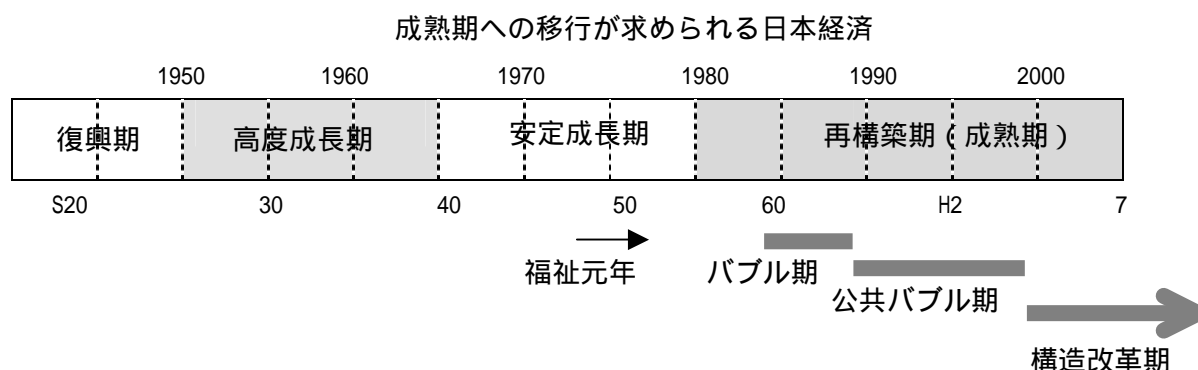 成熟期への移行が求められる日本経済
1950 1960 1970 1980 1990 2000
復興期 高度成長期 安定成長期 再構築期(成熟期)
S20 30 40 50 60 H2 7
福祉元年 バブル期
公共バブル期
構造改革期